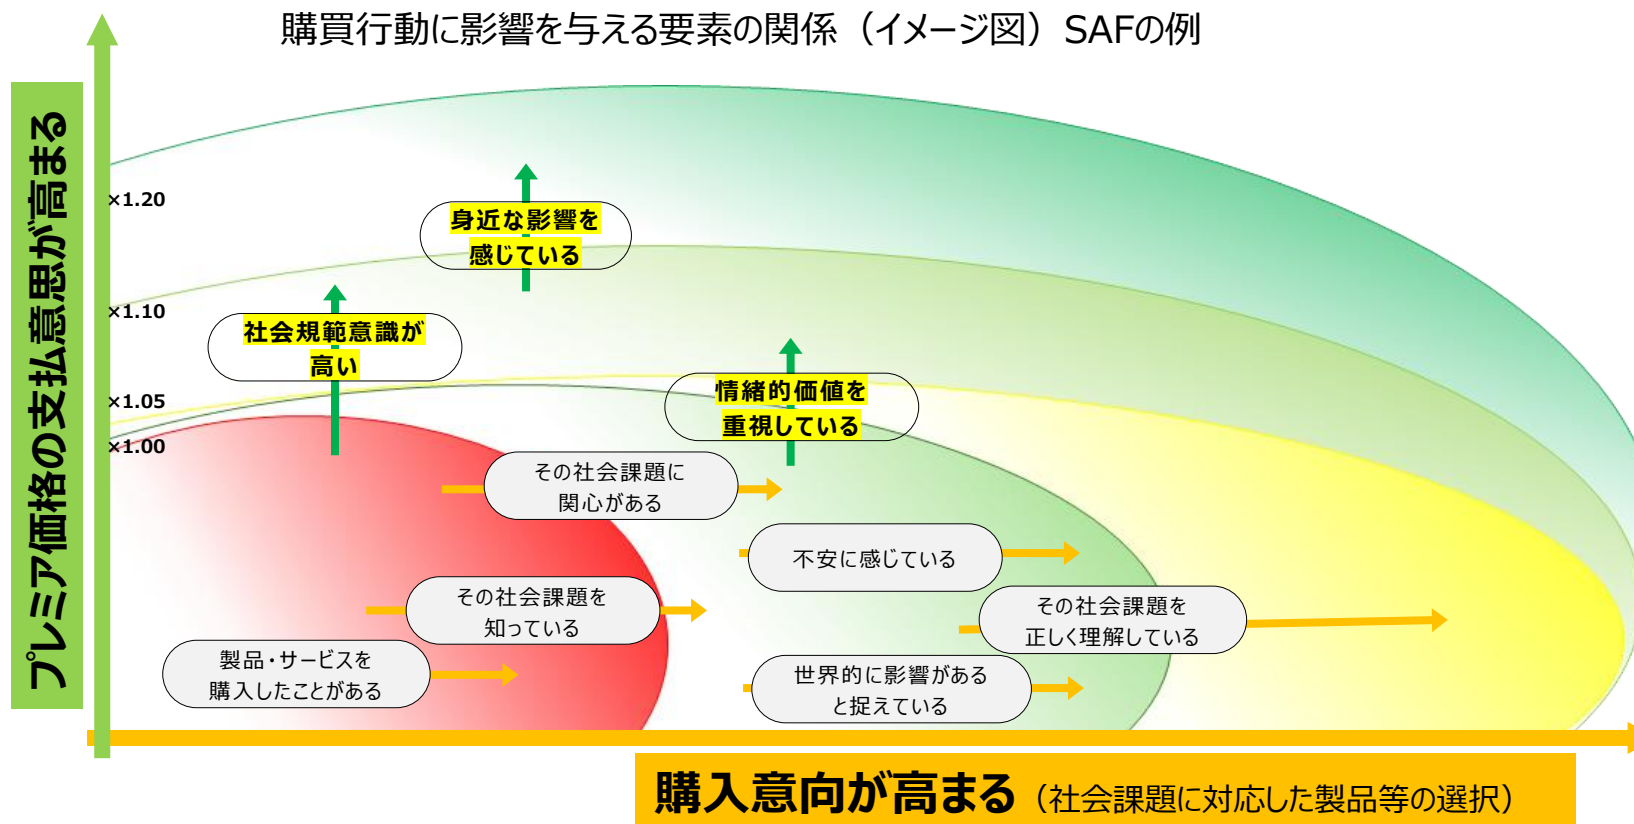 購買行動に影響を与える要素の関係（イメージ図）SAFの例
プレミア価格の支払意思が高まる
×1.20
×1.10
×1.05
×1.00
身近な影響を
感じている
社会規範意識が
高い
情緒的価値を
重視している
その社会課題に
関心がある
不安に感じている
その社会課題を
知っている
その社会課題を
正しく理解している
製品・サービスを
購入したことがある
世界的に影響がある
と捉えている
購入意向が高まる（社会課題に対応した製品等の選択）